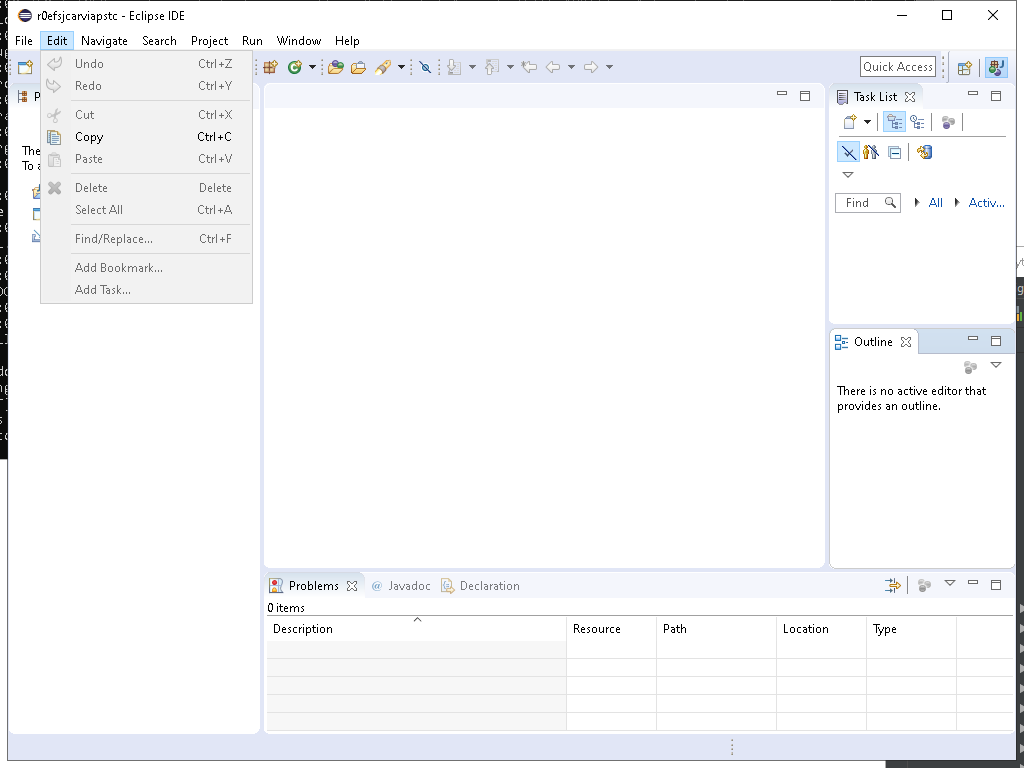 r0efsjcarviapstc - Eclipse IDE
File Edit Navigate Search Project Run Window Help
Undo Ctrl+Z
Redo Ctrl+Y
Cut Ctrl+X
Copy Ctrl+C
Paste Ctrl+V
Delete Delete
Select All Ctrl+A
Find/Replace... Ctrl+F
Add Bookmark...
Add Task...
Quick Access
The
To a
Task List
Find All Activ...
Outline
There is no active editor that
provides an outline.
Problems @ Javadoc Declaration
0 items
Description Resource Path Location Type